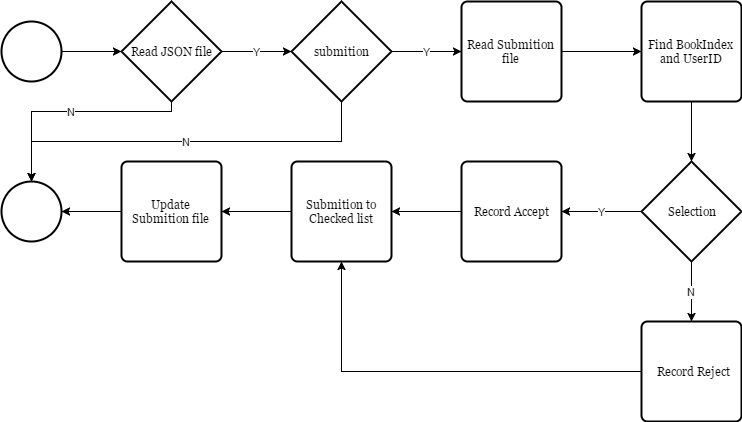 Read JSON file
Y
submition
Y
Read Submition
file
Find BookIndex
and UserID
N
N
Update
Submition file
Submition to
Checked list
Record Accept
Y
Selection
N
Record Reject